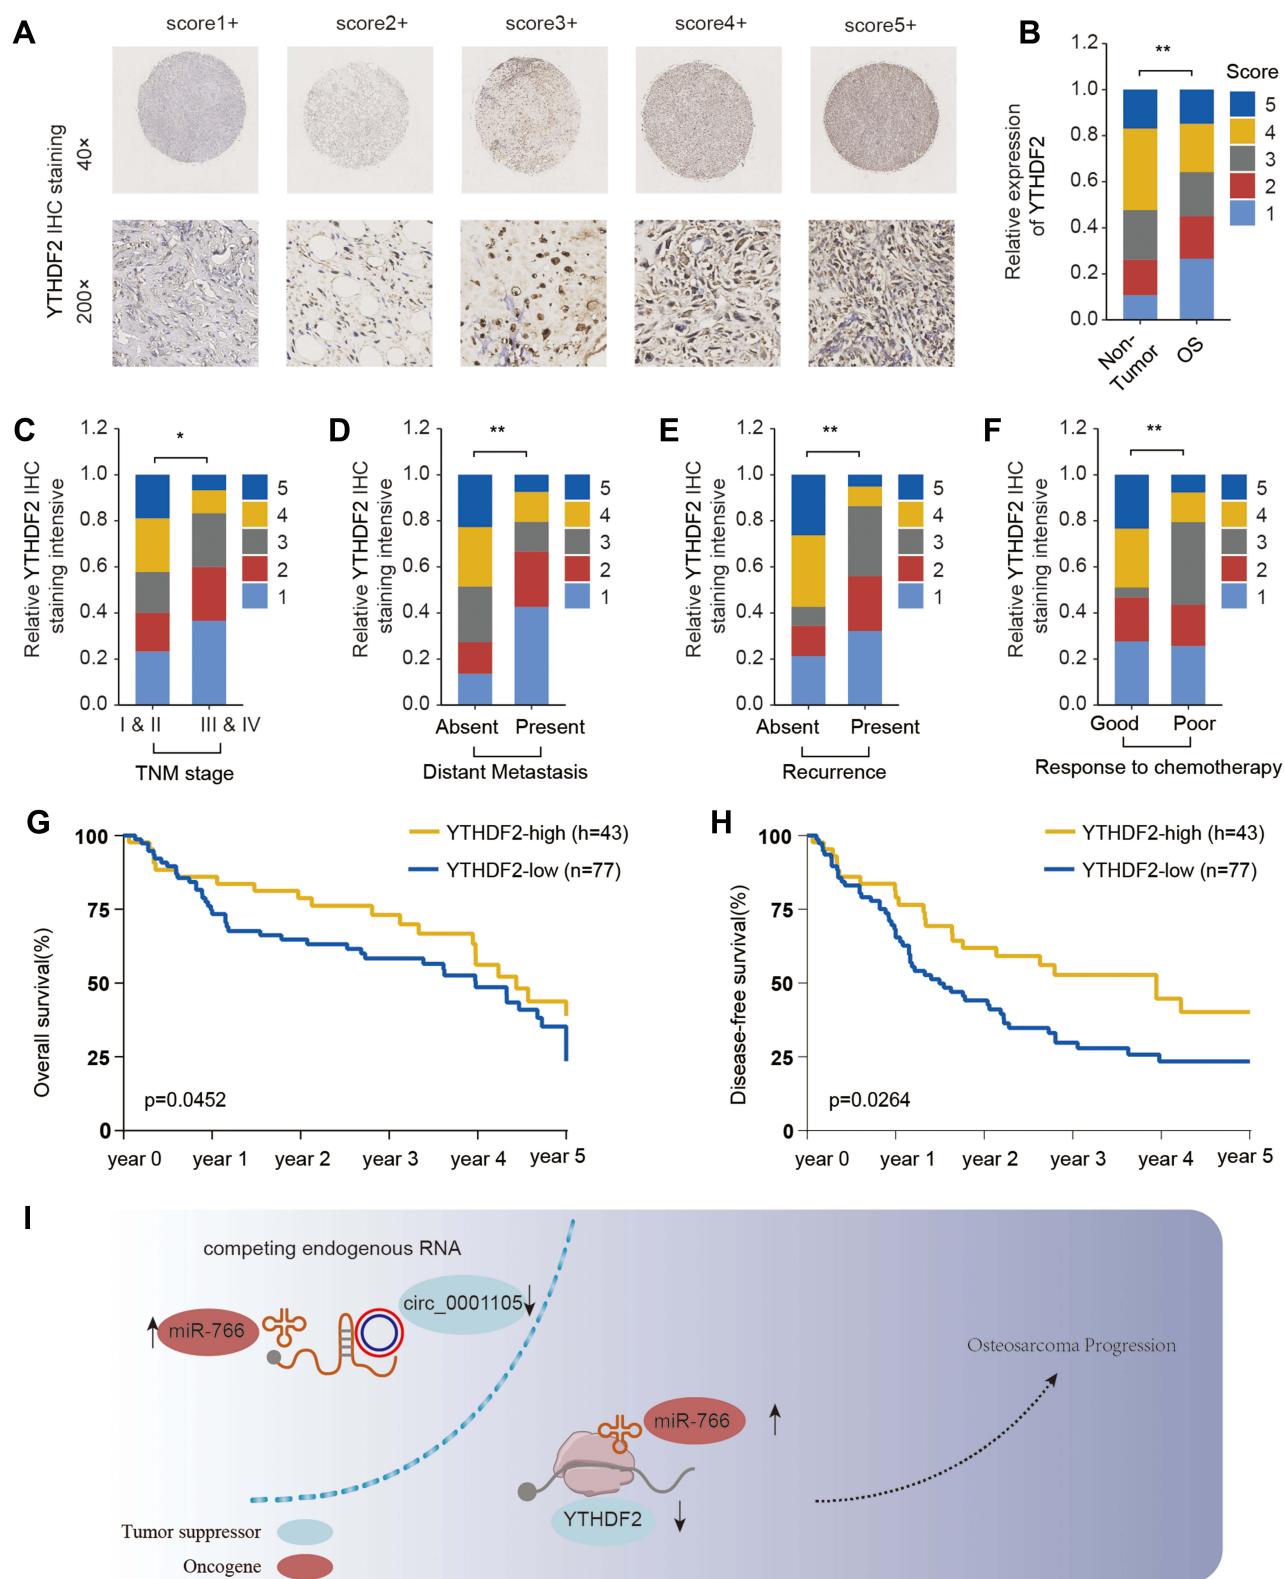 A
score1+ score2+ score3+ score4+ score5+
YTHDF2 IHC staining
40×
200×
B
1.2
1.0
0.8
0.6
0.4
0.2
0.0
Relative expression
of YTHDF2
**
Score
5
4
3
2
1
Non-
Tumor
OS
C
1.2
1.0
0.8
0.6
0.4
0.2
0.0
Relative YTHDF2 IHC
staining intensive
*
5
4
3
2
1
I & II III & IV
TNM stage
D
1.2
1.0
0.8
0.6
0.4
0.2
0.0
Relative YTHDF2 IHC
staining intensive
**
5
4
3
2
1
Absent Present
Distant Metastasis
E
1.2
1.0
0.8
0.6
0.4
0.2
0.0
Relative YTHDF2 IHC
staining intensive
**
5
4
3
2
1
Absent Present
Recurrence
F
1.2
1.0
0.8
0.6
0.4
0.2
0.0
Relative YTHDF2 IHC
staining intensive
**
5
4
3
2
1
Good Poor
Response to chemotherapy
G
100
75
50
25
0
Overall survival(%)
YTHDF2-high (h=43)
YTHDF2-low (n=77)
p=0.0452
year 0 year 1 year 2 year 3 year 4 year 5
H
100
75
50
25
0
Disease-free survival(%)
YTHDF2-high (h=43)
YTHDF2-low (n=77)
p=0.0264
year 0 year 1 year 2 year 3 year 4 year 5
I
competing endogenous RNA
circ_0001105
miR-766
Osteosarcoma Progression
miR-766
YTHDF2
Tumor suppressor
Oncogene